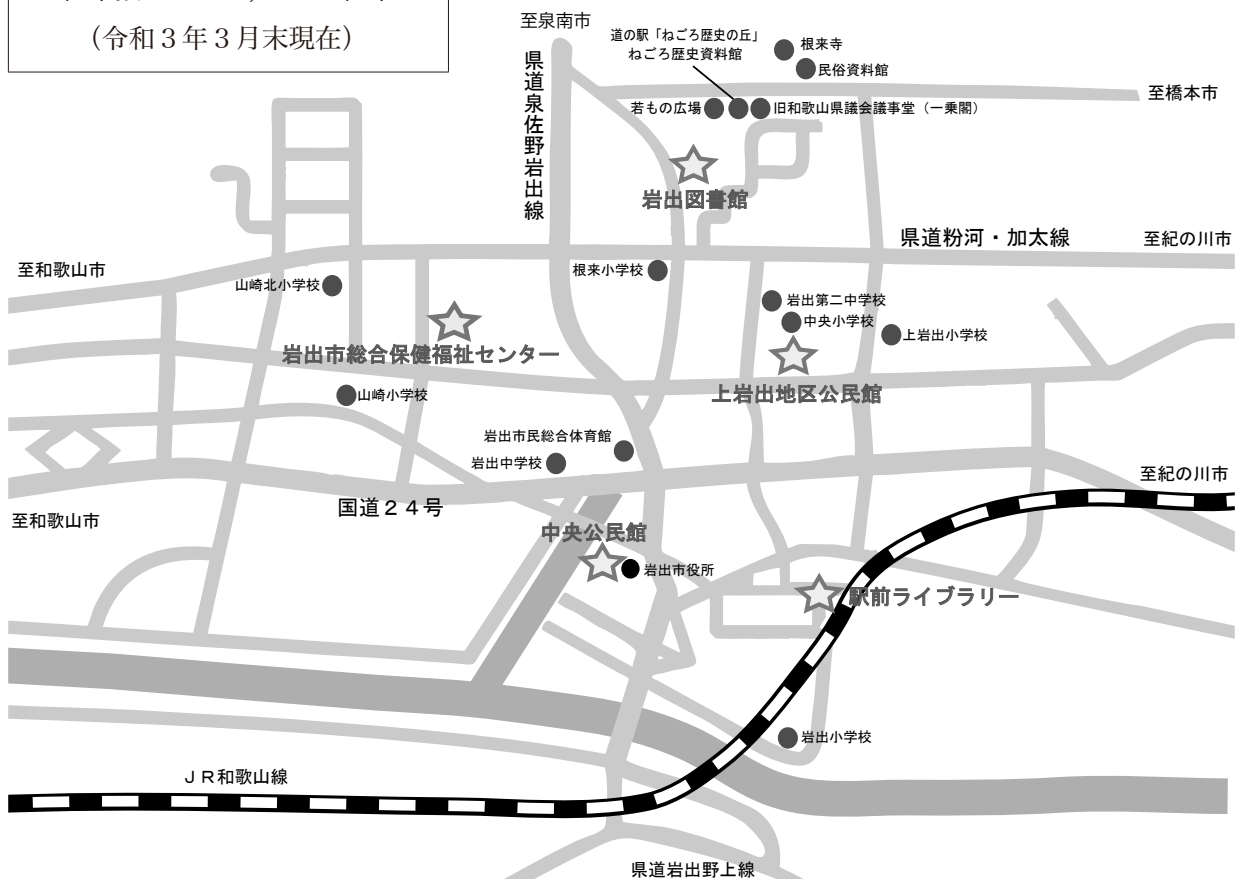 (令和３年３月末現在)
至泉南市
道の駅「ねごろ歴史の丘」
ねごろ歴史資料館
根来寺
民俗資料館
県道泉佐野岩出線
至橋本市
若もの広場
旧和歌山県議会議事堂（一乗閣）
岩出図書館
県道粉河・加太線
至紀の川市
至和歌山市
根来小学校
山崎北小学校
岩出第二中学校
中央小学校
上岩出小学校
岩出市総合保健福祉センター
上岩出地区公民館
山崎小学校
岩出市民総合体育館
岩出中学校
至紀の川市
国道２４号
至和歌山市
中央公民館
岩出市役所
駅前ライブラリー
岩出小学校
ＪＲ和歌山線
県道岩出野上線